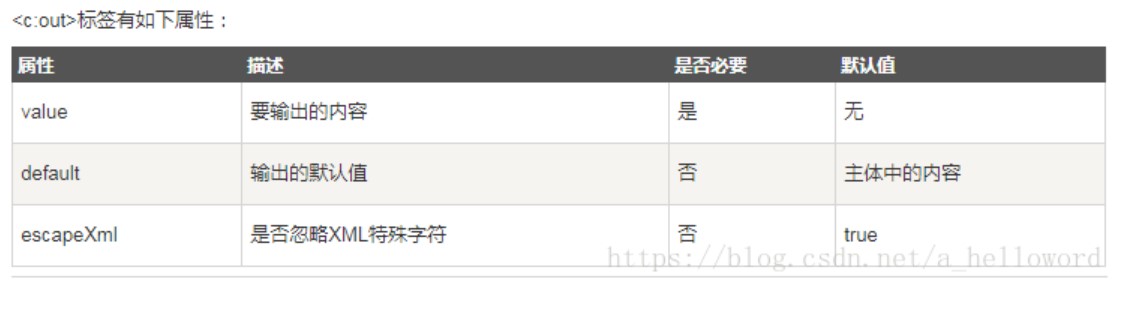 <c:out>标签有如下属性：
属性 描述 是否必要 默认值
value 要输出的内容 是 无
default 输出的默认值 否 主体中的内容
escapeXml 是否忽略XML特殊字符 否 true
https://blog.csdn.net/a_helloword